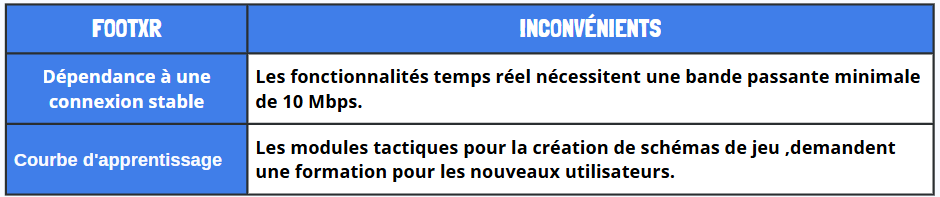 FOOTXR
INCONVÉNIENTS
Dépendance à une
connexion stable
Les fonctionnalités temps réel nécessitent une bande passante minimale
de 10 Mbps.
Courbe d'apprentissage
Les modules tactiques pour la création de schémas de jeu ,demandent
une formation pour les nouveaux utilisateurs.